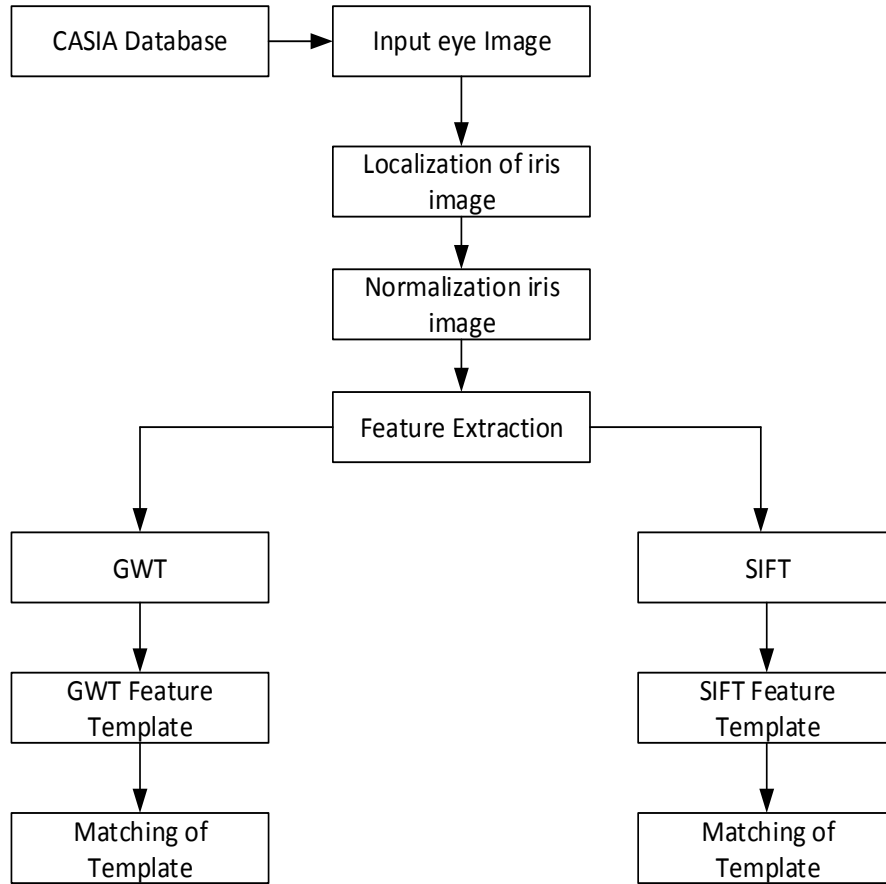 CASIA Database
Input eye Image
Localization of iris
image
Normalization iris
image
Feature Extraction
GWT
SIFT
GWT Feature
Template
SIFT Feature
Template
Matching of
Template
Matching of
Template